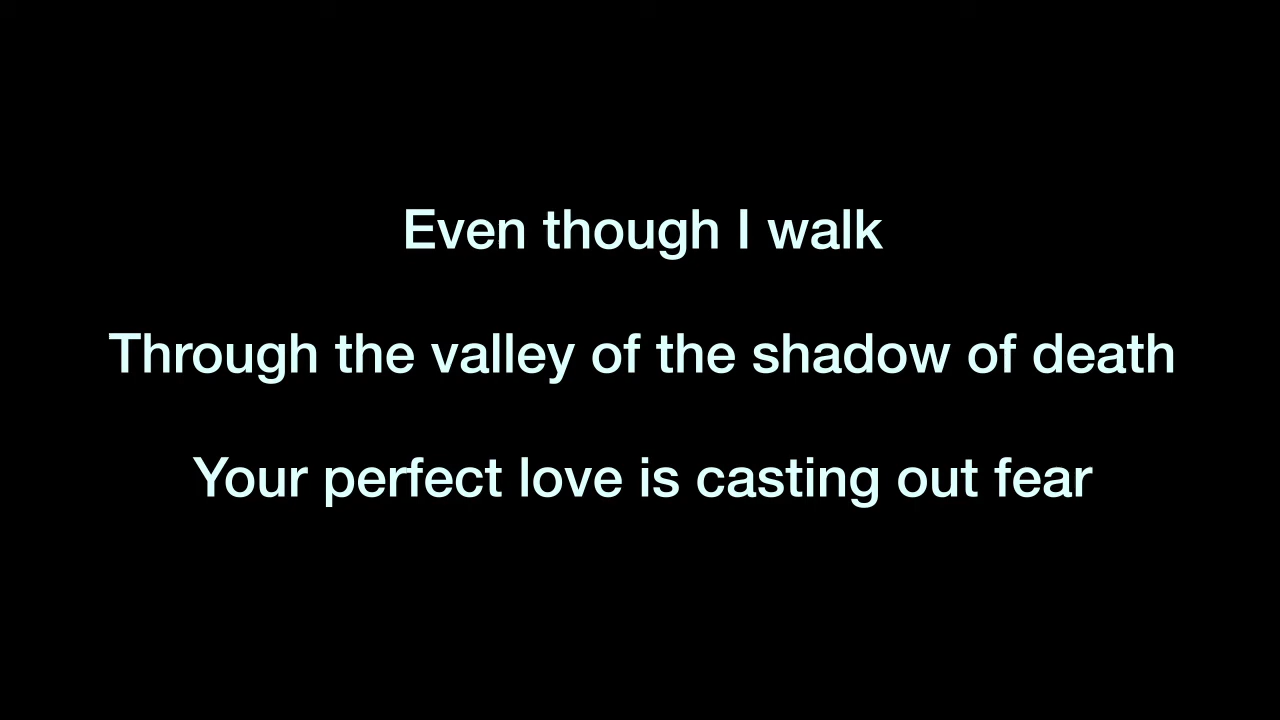 Even though I walk
Through the valley of the shadow of death
Your perfect love is casting out fear